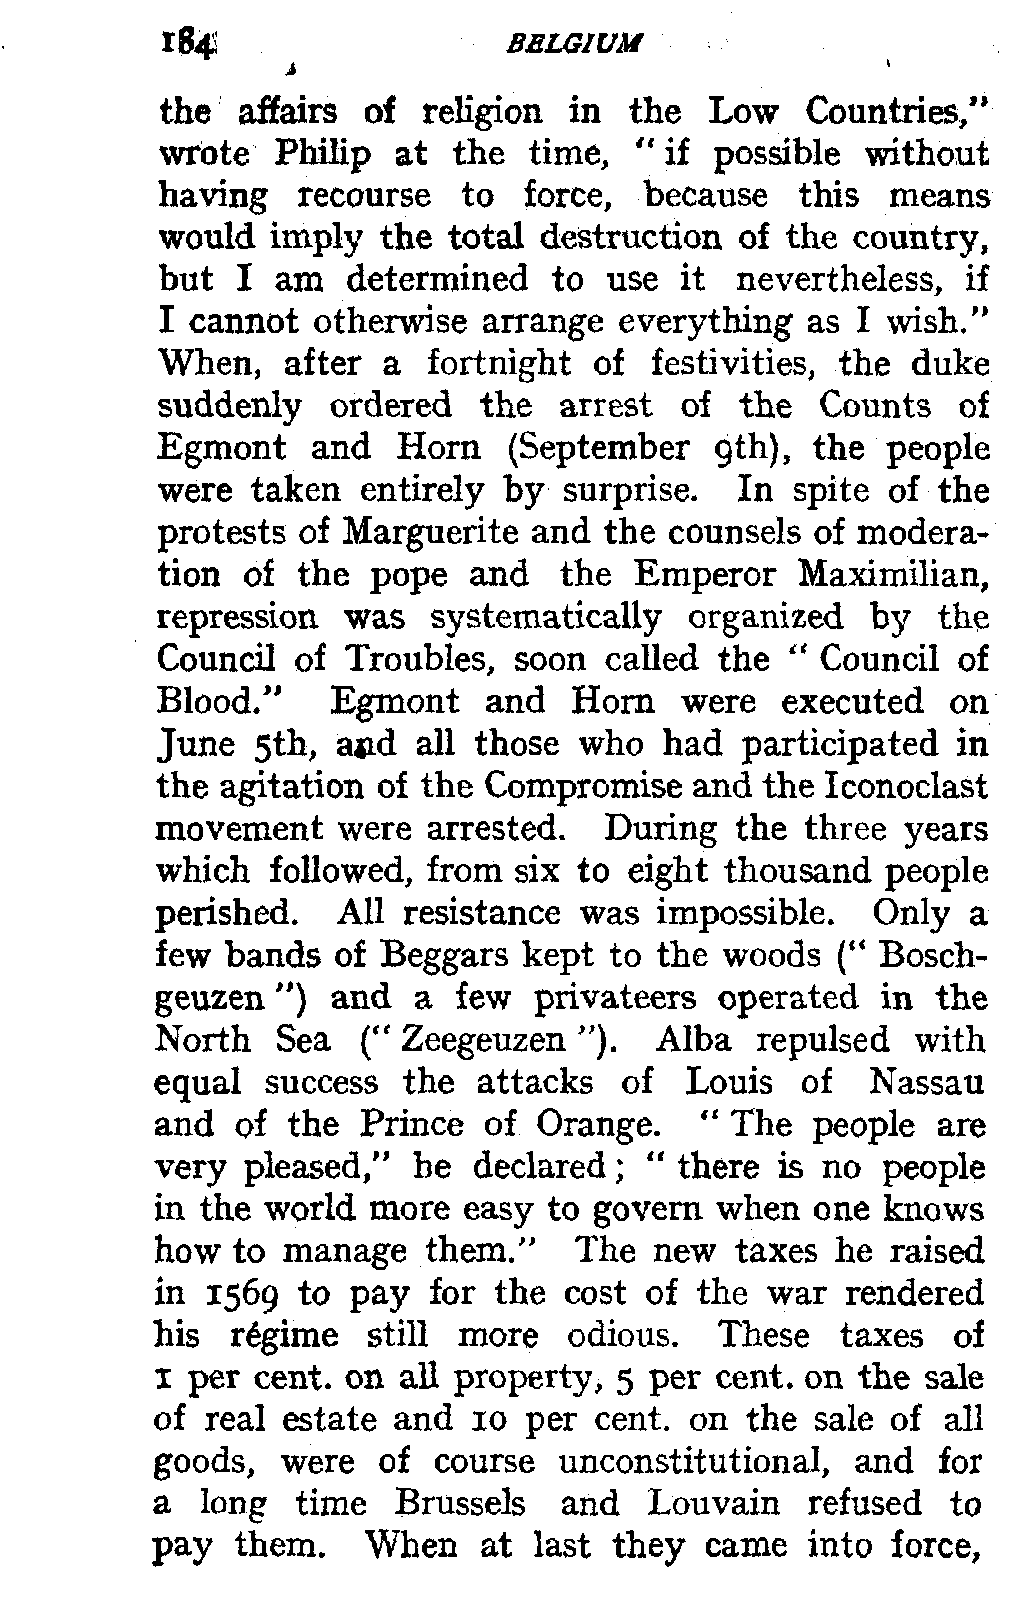 184 BELGIUM
the affairs of religion in the Low Countries,"
wrote Philip at the time, "if possible without
having recourse to force, because this means
would imply the total destruction of the country,
but I am determined to use it nevertheless, if
I cannot otherwise arrange everything as I wish."
When, after a fortnight of festivities, the duke
suddenly ordered the arrest of the Counts of
Egmont and Horn (September 9th), the people
were taken entirely by surprise. In spite of the
protests of Marguerite and the counsels of modera-
tion of the pope and the Emperor Maximilian,
repression was systematically organized by the
Council of Troubles, soon called the "Council of
Blood." Egmont and Horn were executed on
June 5th, and all those who had participated in
the agitation of the Compromise and the Iconoclast
movement were arrested. During the three years
which followed, from six to eight thousand people
perished. All resistance was impossible. Only a
few bands of Beggars kept to the woods ("Bosch-
geuzen") and a few privateers operated in the
North Sea ("Zeegeuzen"). Alba repulsed with
equal success the attacks of Louis of Nassau
and of the Prince of Orange. "The people are
very pleased," he declared; "there is no people
in the world more easy to govern when one knows
how to manage them." The new taxes he raised
in 1569 to pay for the cost of the war rendered
his régime still more odious. These taxes of
1 per cent. on all property, 5 per cent. on the sale
of real estate and 10 per cent. on the sale of all
goods, were of course unconstitutional, and for
a long time Brussels and Louvain refused to
pay them. When at last they came into force,